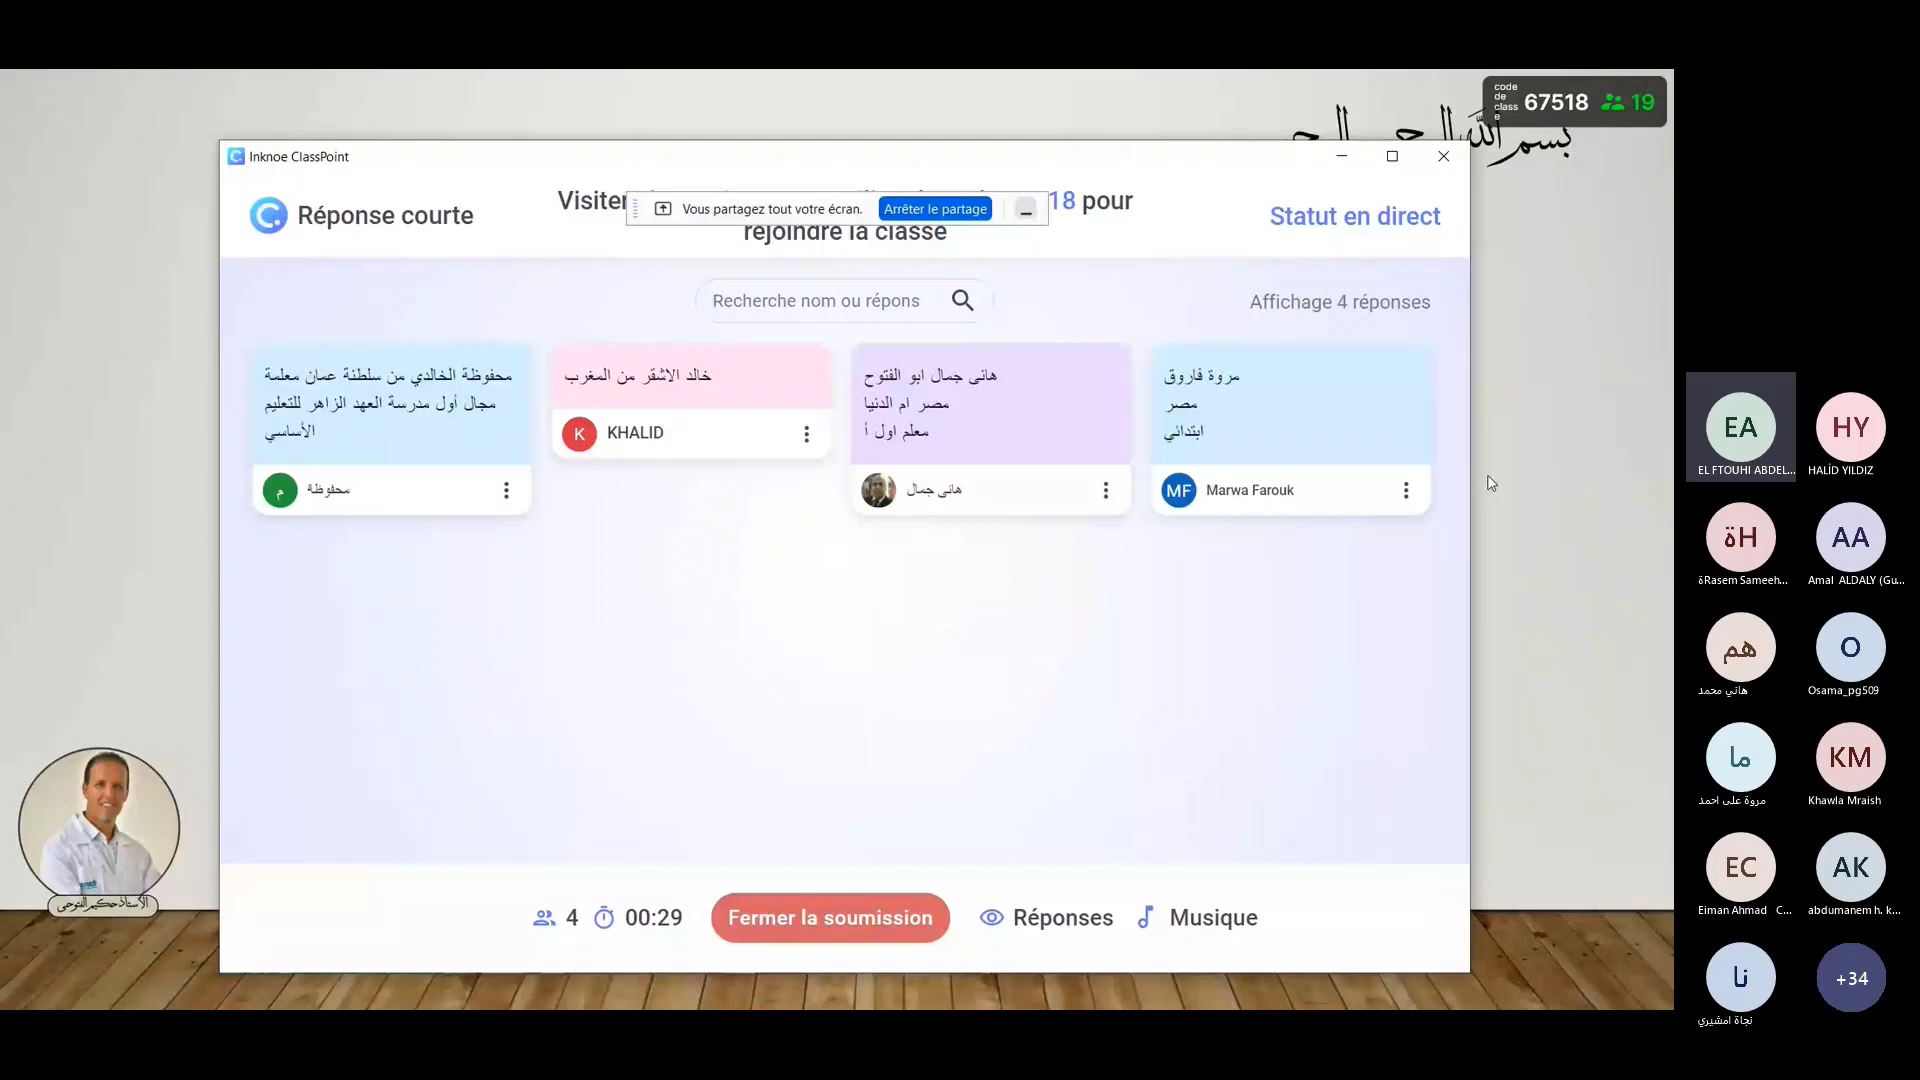 code de classe 67518 19
بسم الله
Inknoe ClassPoint
Réponse courte
Visiter
18 pour
rejoindre la classe
Vous partagez tout votre écran.
Arrêter le partage
Statut en direct
Recherche nom ou répons
Affichage 4 réponses
محفوظة الخالدي من سلطنة عمان معلمة
مجال أول مدرسة العهد الزاهر للتعليم
الأساسي
م محفوظة
خالد الاشقر من المغرب
K KHALID
هانى جمال ابو الفتوح
مصر ام الدنيا
معلم اول أ
هانى جمال
مروة فاروق
مصر
ابتدائي
MF Marwa Farouk
4 00:29 Fermer la soumission Réponses Musique
الأستاذ حكيم الفتوحي
EA HY
EL FTOUHI ABDEL... HALİD YILDIZ
ةH AA
ةRasem Sameeh... Amal ALDALY (Gu...
هم O
هاني محمد Osama_pg509
ما KM
مروة على احمد Khawla Mraish
EC AK
Eiman Ahmad C... abdumanem h. k...
نا +34
نجاة امشيري